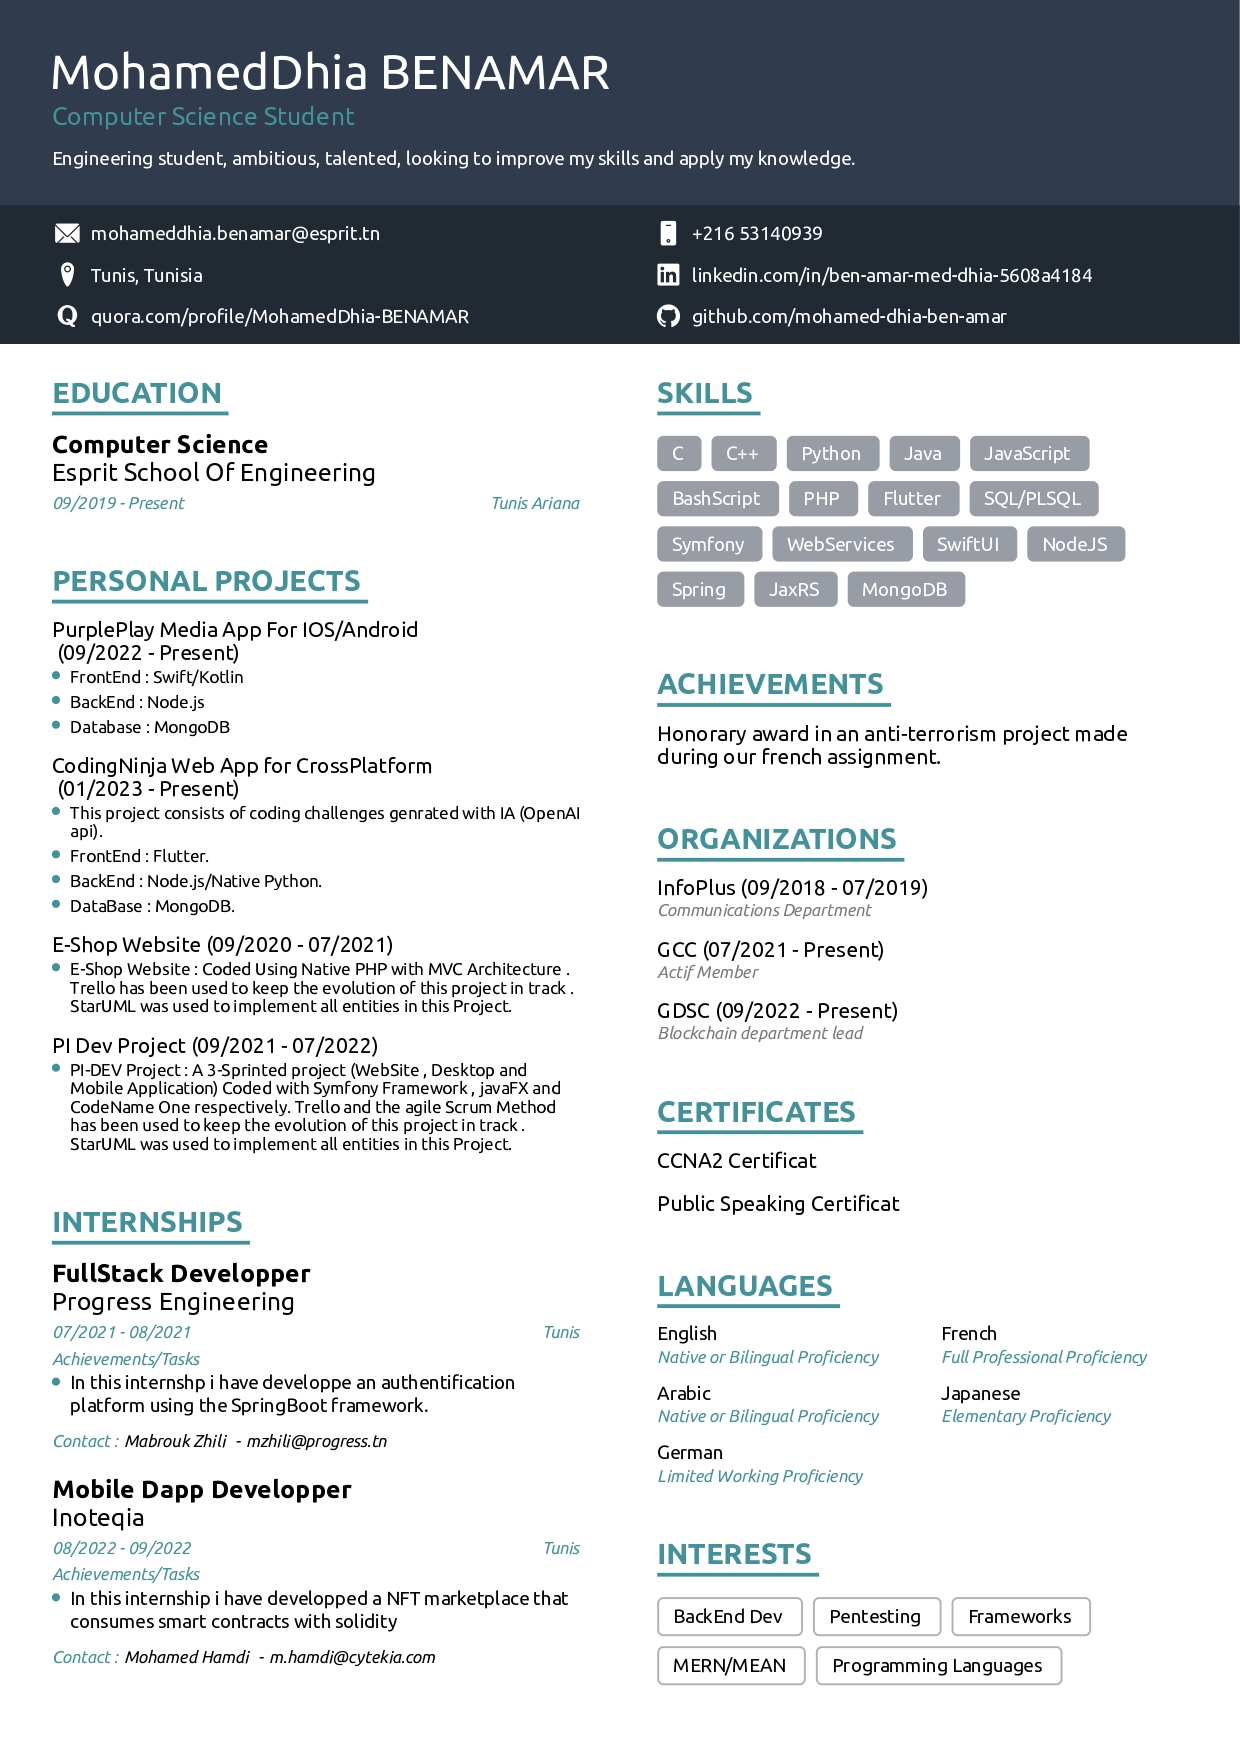 MohamedDhia BENAMAR
Computer Science Student
Engineering student, ambitious, talented, looking to improve my skills and apply my knowledge.
mohameddhia.benamar@esprit.tn
+216 53140939
Tunis, Tunisia
linkedin.com/in/ben-amar-med-dhia-5608a4184
quora.com/profile/MohamedDhia-BENAMAR
github.com/mohamed-dhia-ben-amar
EDUCATION
Computer Science
Esprit School Of Engineering
09/2019 - Present
Tunis Ariana
PERSONAL PROJECTS
PurplePlay Media App For IOS/Android
(09/2022 - Present)
FrontEnd : Swift/Kotlin
BackEnd : Node.js
Database : MongoDB
CodingNinja Web App for CrossPlatform
(01/2023 - Present)
This project consists of coding challenges genrated with IA (OpenAI
api).
FrontEnd : Flutter.
BackEnd : Node.js/Native Python.
DataBase : MongoDB.
E-Shop Website (09/2020 - 07/2021)
E-Shop Website : Coded Using Native PHP with MVC Architecture .
Trello has been used to keep the evolution of this project in track .
StarUML was used to implement all entities in this Project.
PI Dev Project (09/2021 - 07/2022)
PI-DEV Project : A 3-Sprinted project (WebSite , Desktop and
Mobile Application) Coded with Symfony Framework , javaFX and
CodeName One respectively. Trello and the agile Scrum Method
has been used to keep the evolution of this project in track .
StarUML was used to implement all entities in this Project.
INTERNSHIPS
FullStack Developper
Progress Engineering
07/2021 - 08/2021
Tunis
Achievements/Tasks
In this internshp i have developpe an authentification
platform using the SpringBoot framework.
Contact : Mabrouk Zhili - mzhili@progress.tn
Mobile Dapp Developper
Inoteqia
08/2022 - 09/2022
Tunis
Achievements/Tasks
In this internship i have developped a NFT marketplace that
consumes smart contracts with solidity
Contact : Mohamed Hamdi - m.hamdi@cytekia.com
SKILLS
C C++ Python Java JavaScript
BashScript PHP Flutter SQL/PLSQL
Symfony WebServices SwiftUI NodeJS
Spring JaxRS MongoDB
ACHIEVEMENTS
Honorary award in an anti-terrorism project made
during our french assignment.
ORGANIZATIONS
InfoPlus (09/2018 - 07/2019)
Communications Department
GCC (07/2021 - Present)
Actif Member
GDSC (09/2022 - Present)
Blockchain department lead
CERTIFICATES
CCNA2 Certificat
Public Speaking Certificat
LANGUAGES
English
Native or Bilingual Proficiency
French
Full Professional Proficiency
Arabic
Native or Bilingual Proficiency
Japanese
Elementary Proficiency
German
Limited Working Proficiency
INTERESTS
BackEnd Dev Pentesting Frameworks
MERN/MEAN Programming Languages